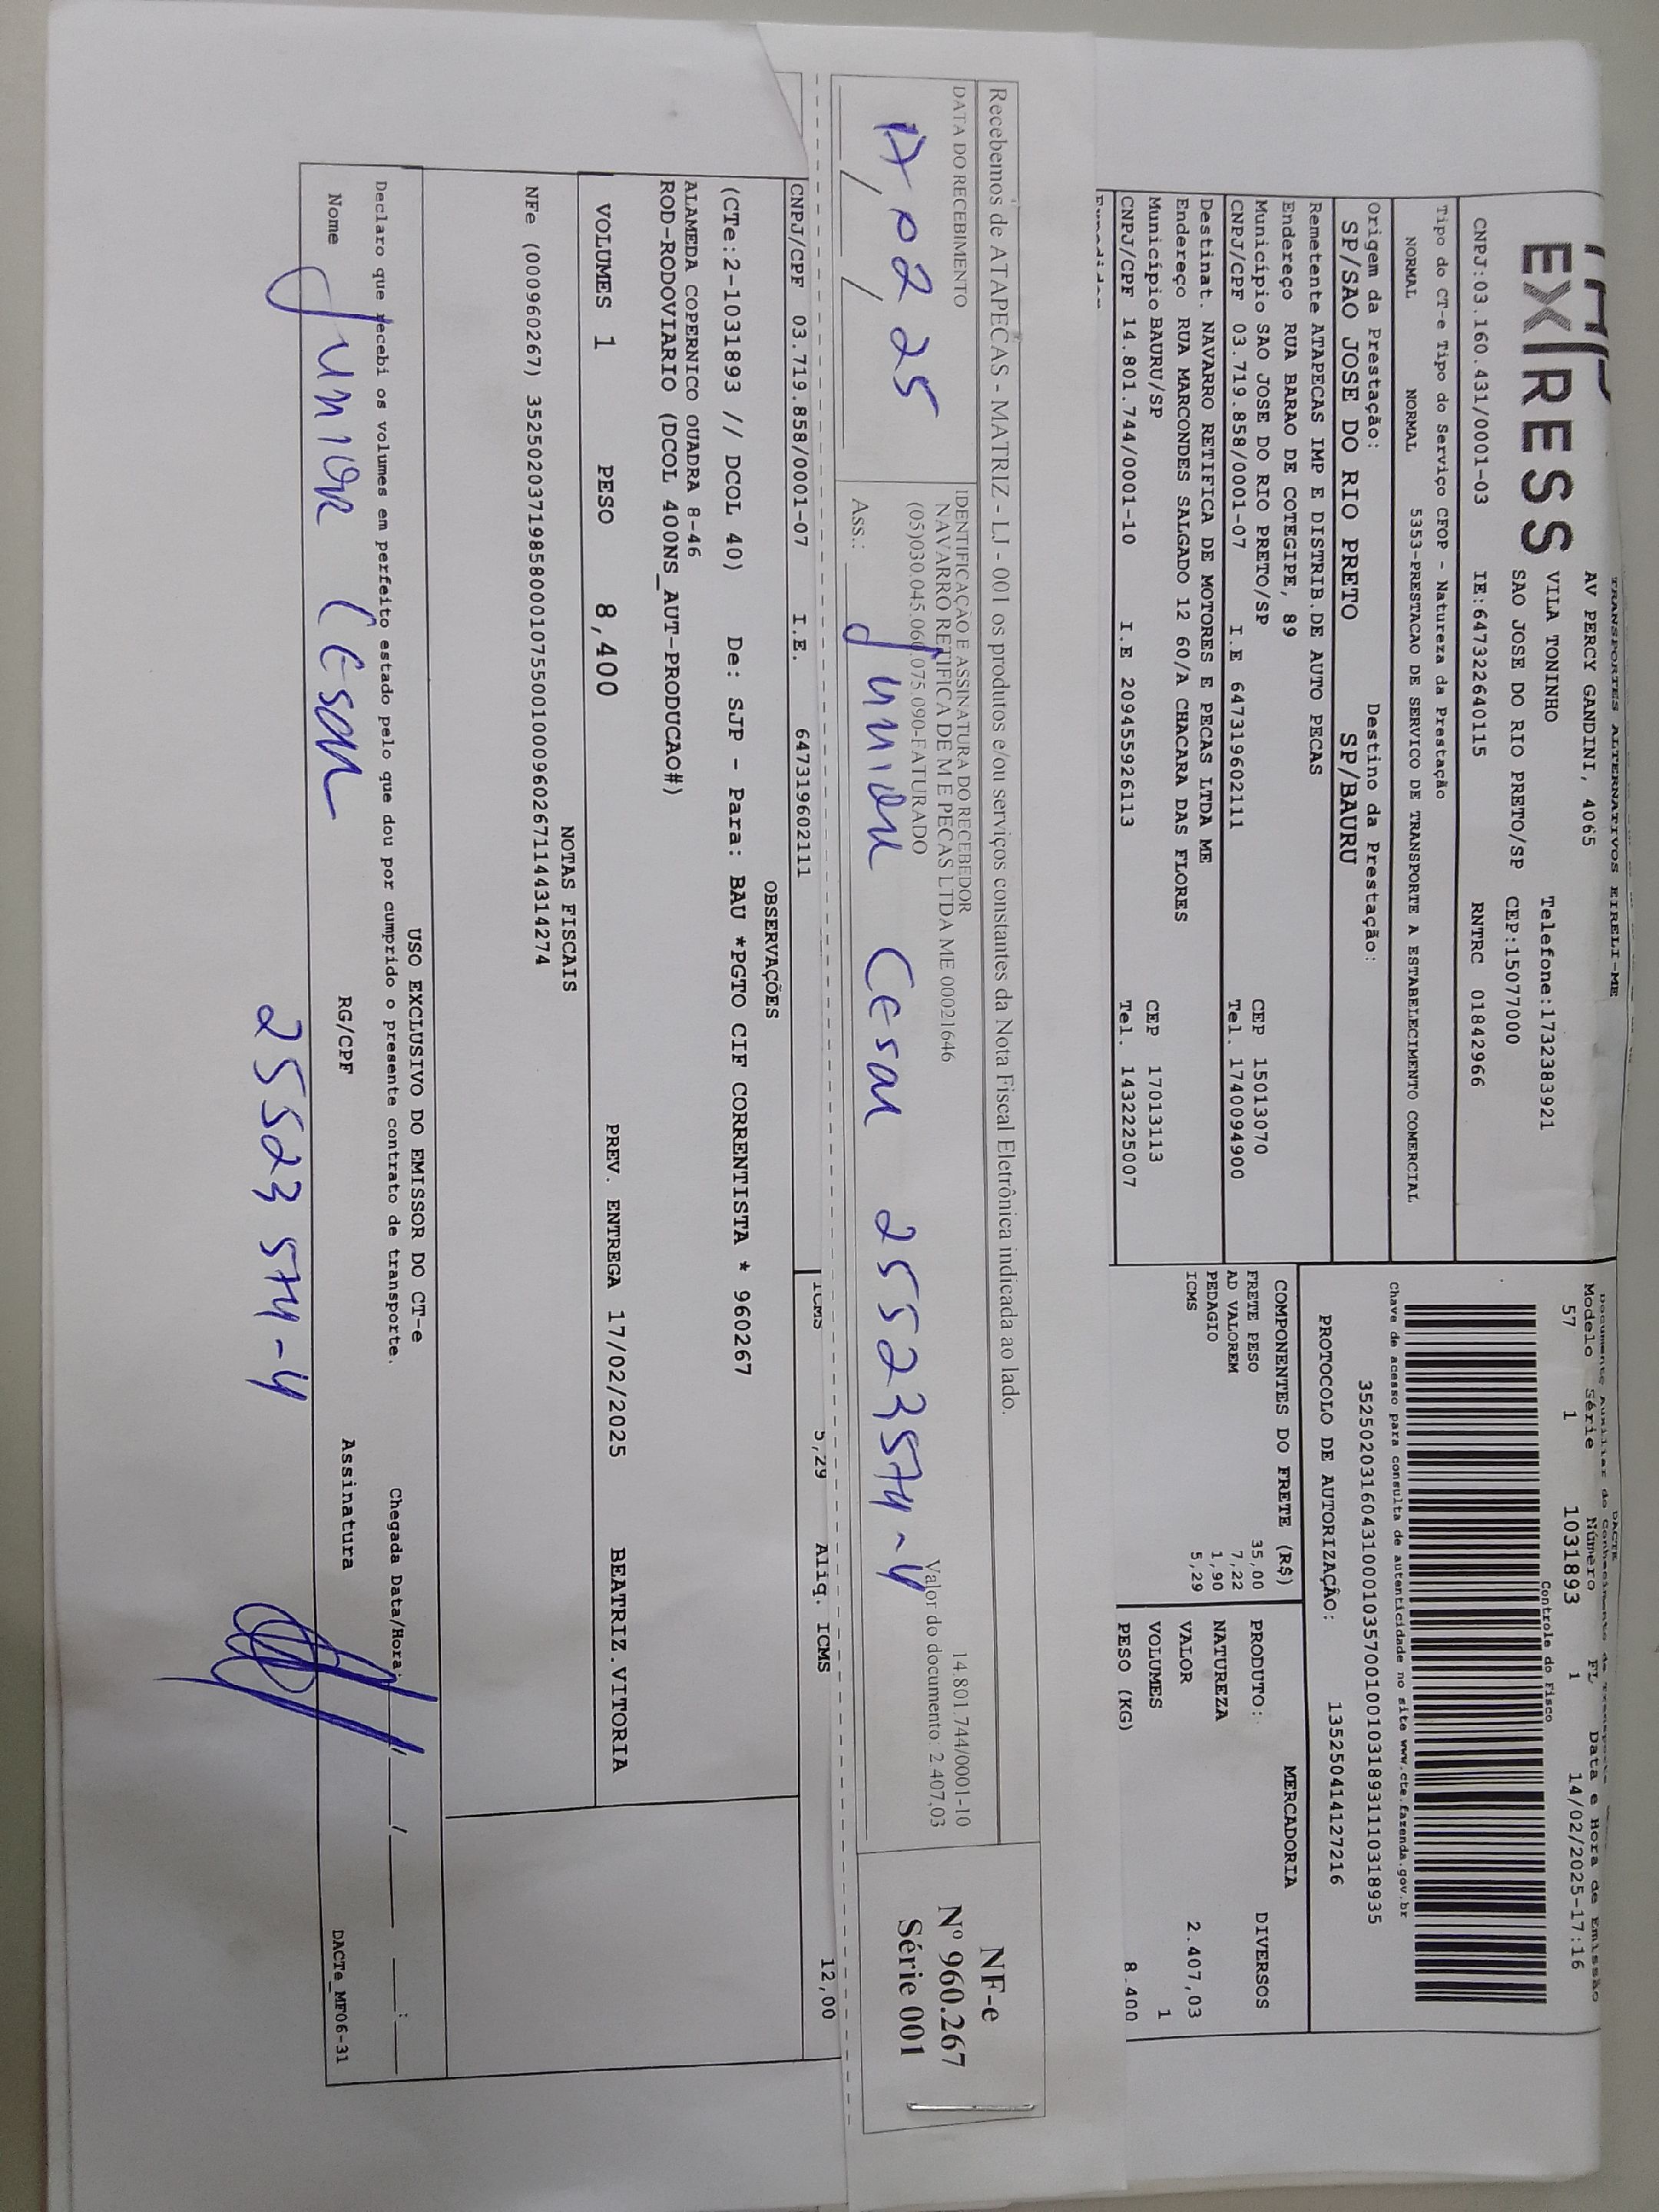 EXPRESS
TRANSPORTES ALTERNATIVOS EIRELI-ME
AV PERCY GANDINI, 4065
VILA TONINHO Telefone:1732383921
SAO JOSE DO RIO PRETO/SP CEP:15077000
CNPJ:03.160.431/0001-03 IE:647322640115 RNTRC 01842966
Tipo do CT-e Tipo do Serviço CFOP - Natureza da Prestação
NORMAL NORMAL 5353-PRESTACAO DE SERVICO DE TRANSPORTE A ESTABELECIMENTO COMERCIAL
Origem da Prestação: Destino da Prestação:
SP/SAO JOSE DO RIO PRETO SP/BAURU
Remetente ATAPECAS IMP E DISTRIB.DE AUTO PECAS
Endereço RUA BARAO DE COTEGIPE, 89
Município SAO JOSE DO RIO PRETO/SP CEP 15013070
CNPJ/CPF 03.719.858/0001-07 I.E 647319602111 Tel. 1740094900
Destinat. NAVARRO RETIFICA DE MOTORES E PECAS LTDA ME
Endereço RUA MARCONDES SALGADO 12 60/A CHACARA DAS FLORES
Município BAURU/SP CEP 17013113
CNPJ/CPF 14.801.744/0001-10 I.E 209455926113 Tel. 1432225007
DACTE
Documento Auxiliar do Conhecimento de Transporte
Modelo Série Número FL Data e Hora de Emissão
57 1 1031893 1 14/02/2025-17:16
Controle do Fisco
Chave de acesso para consulta de autenticidade no site www.cte.fazenda.gov.br
35250203160431000103570010010318931110318935
PROTOCOLO DE AUTORIZAÇÃO: 135250414127216
COMPONENTES DO FRETE (R$)
FRETE PESO 35,00
AD VALOREM 7,22
PEDAGIO 1,90
ICMS 5,29
MERCADORIA
PRODUTO: DIVERSOS
NATUREZA
VALOR 2.407,03
VOLUMES 1
PESO (KG) 8.400
Recebemos de ATAPECAS - MATRIZ - LJ - 001 os produtos e/ou serviços constantes da Nota Fiscal Eletrônica indicada ao lado.
DATA DO RECEBIMENTO
17 02 25
IDENTIFICAÇÃO E ASSINATURA DO RECEBEDOR
NAVARRO RETIFICA DE M E PECAS LTDA ME 00021646 14.801.744/0001-10
(05)030.045.060.075.090-FATURADO Valor do documento: 2.407,03
Ass.: Junior Cesar 25523574-4
NF-e
Nº 960.267
Série 001
ICMS 5,29 Aliq. ICMS 12,00
CNPJ/CPF 03.719.858/0001-07 I.E. 647319602111
OBSERVAÇÕES
(CTe:2-1031893 // DCOL 40) De: SJP - Para: BAU *PGTO CIF CORRENTISTA * 960267
ALAMEDA COPERNICO QUADRA 8-46
ROD-RODOVIARIO (DCOL 400NS_AUT-PRODUCAO#)
VOLUMES 1 PESO 8,400 PREV. ENTREGA 17/02/2025 BEATRIZ.VITORIA
NOTAS FISCAIS
NFe (000960267) 35250203719858000107550010009602671144314274
USO EXCLUSIVO DO EMISSOR DO CT-e
Declaro que recebi os volumes em perfeito estado pelo que dou por cumprido o presente contrato de transporte. Chegada Data/Hora: __/__/____ __:__
Nome Junior Cesar RG/CPF 25523574-4 Assinatura
DACTe_MF06-31